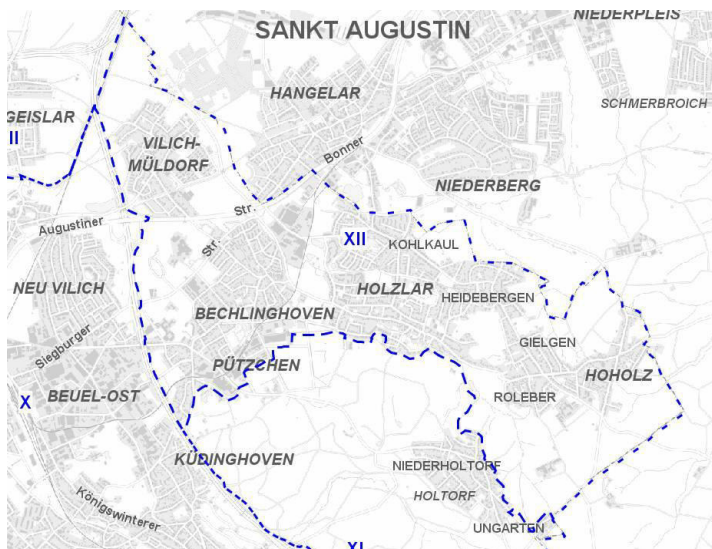 SANKT AUGUSTIN
NIEDERPLEIS
HANGELAR
SCHMERBROICH
GEISLAR
II
VILICH-
MÜLDORF
Bonner
NIEDERBERG
Str.
Augustiner
Str.
XII
KOHLKAUL
NEU VILICH
HOLZLAR
HEIDEBERGEN
BECHLINGHOVEN
Siegburger
GIELGEN
PÜTZCHEN
HOHOLZ
BEUEL-OST
ROLEBER
X
KÜDINGHOVEN
NIEDERHOLTORF
HOLTORF
Königswinterer
UNGARTEN
XI